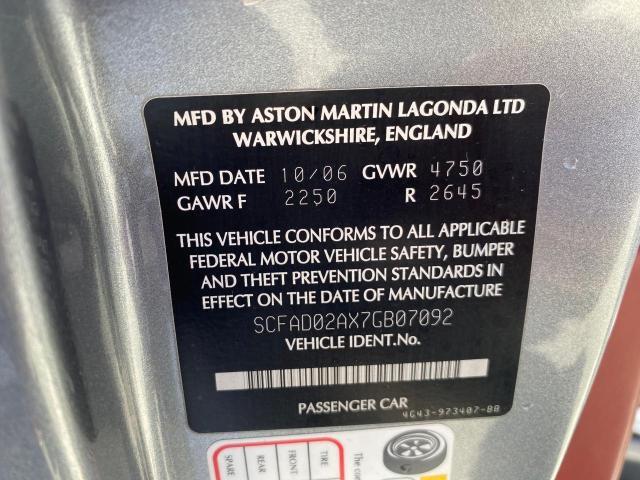 MFD BY ASTON MARTIN LAGONDA LTD
WARWICKSHIRE, ENGLAND
MFD DATE 10/06 GVWR 4750
GAWR F 2250 R 2645
THIS VEHICLE CONFORMS TO ALL APPLICABLE
FEDERAL MOTOR VEHICLE SAFETY, BUMPER
AND THEFT PREVENTION STANDARDS IN
EFFECT ON THE DATE OF MANUFACTURE
SCFAD02AX7GB07092
VEHICLE IDENT.No.
PASSENGER CAR 4G43-973407-BB
TIRE
FRONT
REAR
SPARE
The